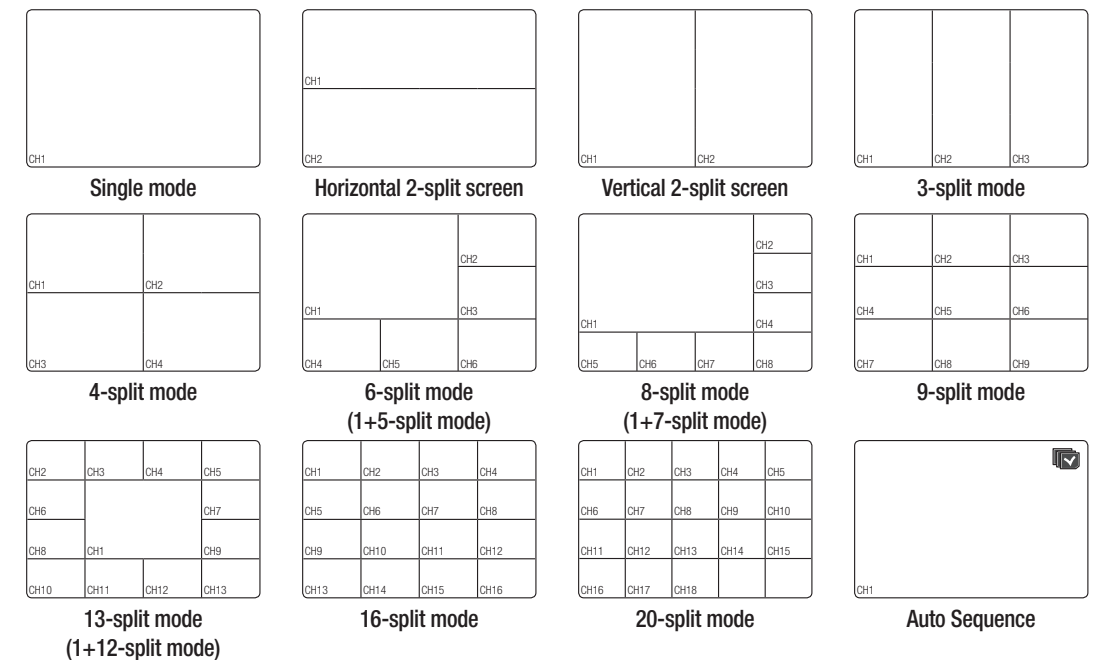 CH1
Single mode
CH1
CH2
Horizontal 2-split screen
CH1 CH2
Vertical 2-split screen
CH1 CH2 CH3
3-split mode
CH1 CH2
CH3 CH4
4-split mode
CH2
CH1 CH3
CH4 CH5 CH6
6-split mode
(1+5-split mode)
CH2
CH3
CH1 CH4
CH5 CH6 CH7 CH8
8-split mode
(1+7-split mode)
CH1 CH2 CH3
CH4 CH5 CH6
CH7 CH8 CH9
9-split mode
CH2 CH3 CH4 CH5
CH6 CH7
CH8 CH1 CH9
CH10 CH11 CH12 CH13
13-split mode
(1+12-split mode)
CH1 CH2 CH3 CH4
CH5 CH6 CH7 CH8
CH9 CH10 CH11 CH12
CH13 CH14 CH15 CH16
16-split mode
CH1 CH2 CH3 CH4 CH5
CH6 CH7 CH8 CH9 CH10
CH11 CH12 CH13 CH14 CH15
CH16 CH17 CH18
20-split mode
CH1
Auto Sequence